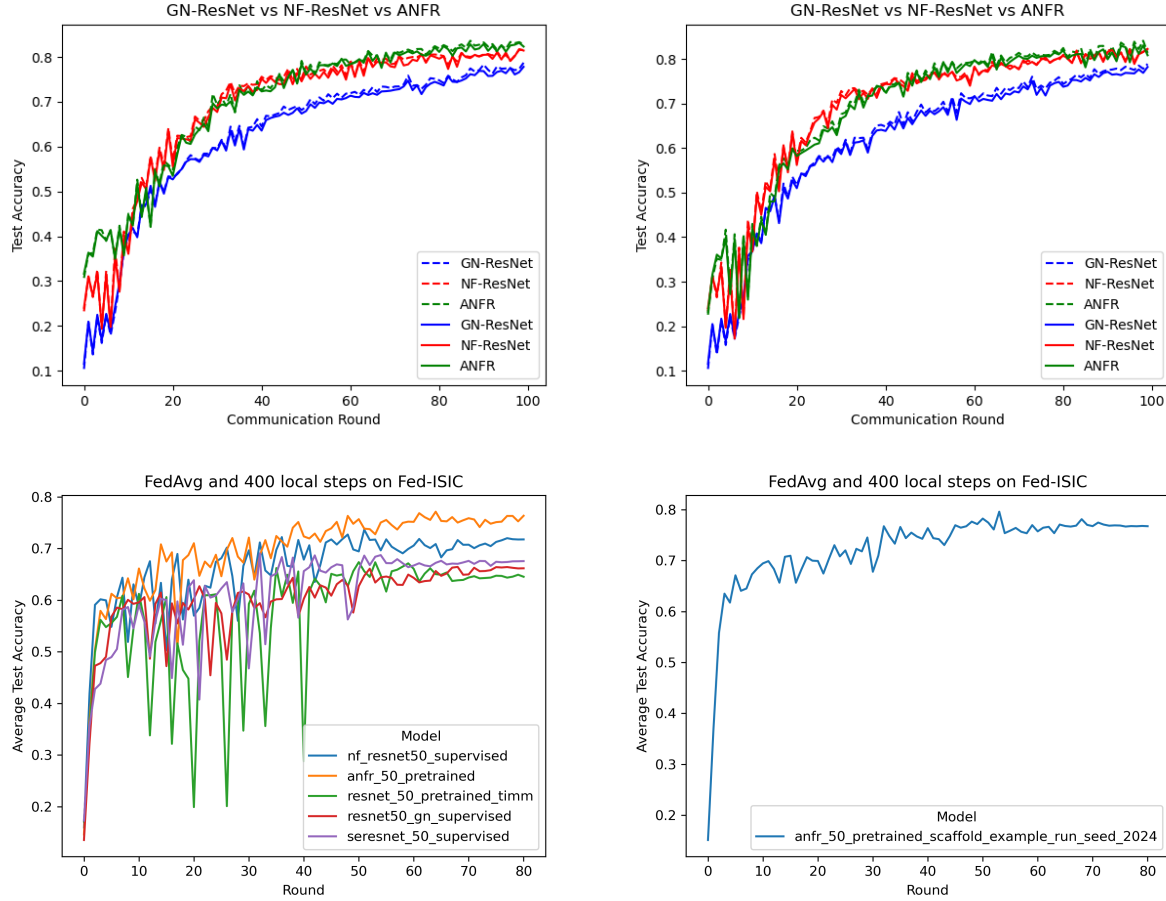 GN-ResNet vs NF-ResNet vs ANFR
Test Accuracy
0.8
0.7
0.6
0.5
0.4
0.3
0.2
0.1
GN-ResNet
NF-ResNet
ANFR
GN-ResNet
NF-ResNet
ANFR
0 20 40 60 80 100
Communication Round
GN-ResNet vs NF-ResNet vs ANFR
Test Accuracy
0.8
0.7
0.6
0.5
0.4
0.3
0.2
0.1
GN-ResNet
NF-ResNet
ANFR
GN-ResNet
NF-ResNet
ANFR
0 20 40 60 80 100
Communication Round
FedAvg and 400 local steps on Fed-ISIC
Average Test Accuracy
0.8
0.7
0.6
0.5
0.4
0.3
0.2
Model
nf_resnet50_supervised
anfr_50_pretrained
resnet_50_pretrained_timm
resnet50_gn_supervised
seresnet_50_supervised
0 10 20 30 40 50 60 70 80
Round
FedAvg and 400 local steps on Fed-ISIC
Average Test Accuracy
0.8
0.7
0.6
0.5
0.4
0.3
0.2
Model
anfr_50_pretrained_scaffold_example_run_seed_2024
0 10 20 30 40 50 60 70 80
Round